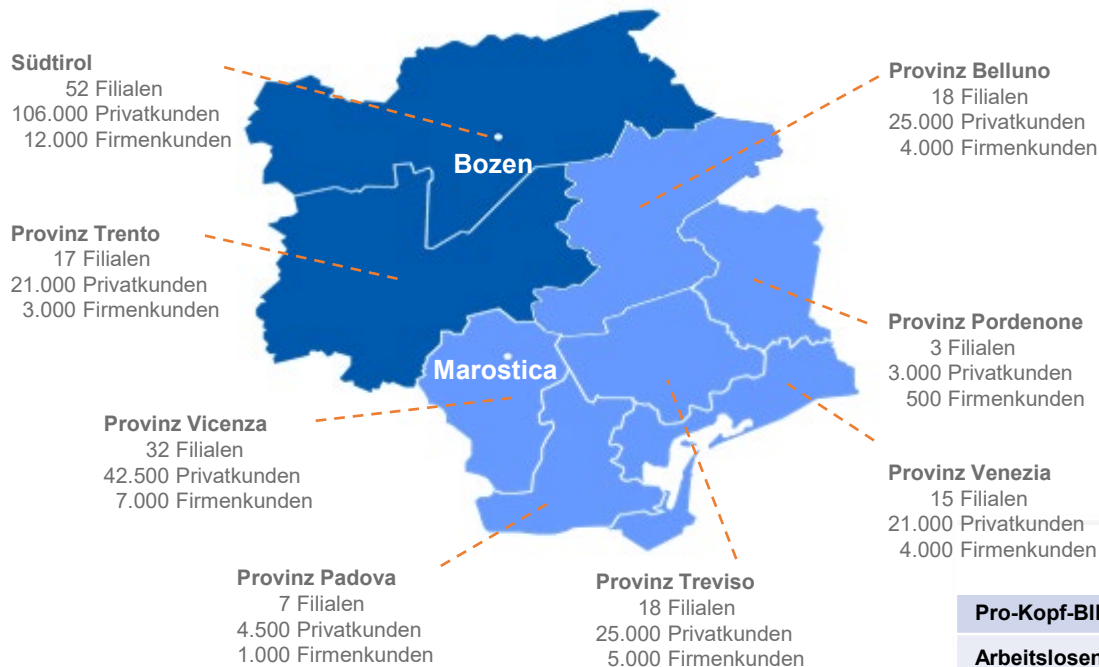 Südtirol
52 Filialen
106.000 Privatkunden
12.000 Firmenkunden
Provinz Belluno
18 Filialen
25.000 Privatkunden
4.000 Firmenkunden
Bozen
Provinz Trento
17 Filialen
21.000 Privatkunden
3.000 Firmenkunden
Provinz Pordenone
3 Filialen
3.000 Privatkunden
500 Firmenkunden
Marostica
Provinz Vicenza
32 Filialen
42.500 Privatkunden
7.000 Firmenkunden
Provinz Venezia
15 Filialen
21.000 Privatkunden
4.000 Firmenkunden
Provinz Padova
7 Filialen
4.500 Privatkunden
1.000 Firmenkunden
Provinz Treviso
18 Filialen
25.000 Privatkunden
5.000 Firmenkunden